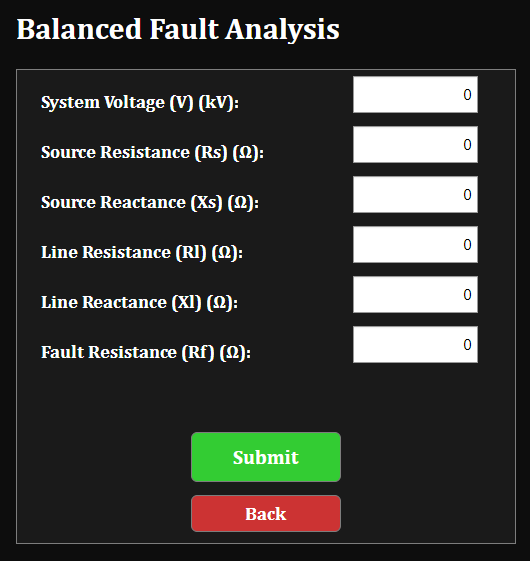 Balanced Fault Analysis
System Voltage (V) (kV): 0
Source Resistance (Rs) (Ω): 0
Source Reactance (Xs) (Ω): 0
Line Resistance (Rl) (Ω): 0
Line Reactance (Xl) (Ω): 0
Fault Resistance (Rf) (Ω): 0
Submit
Back